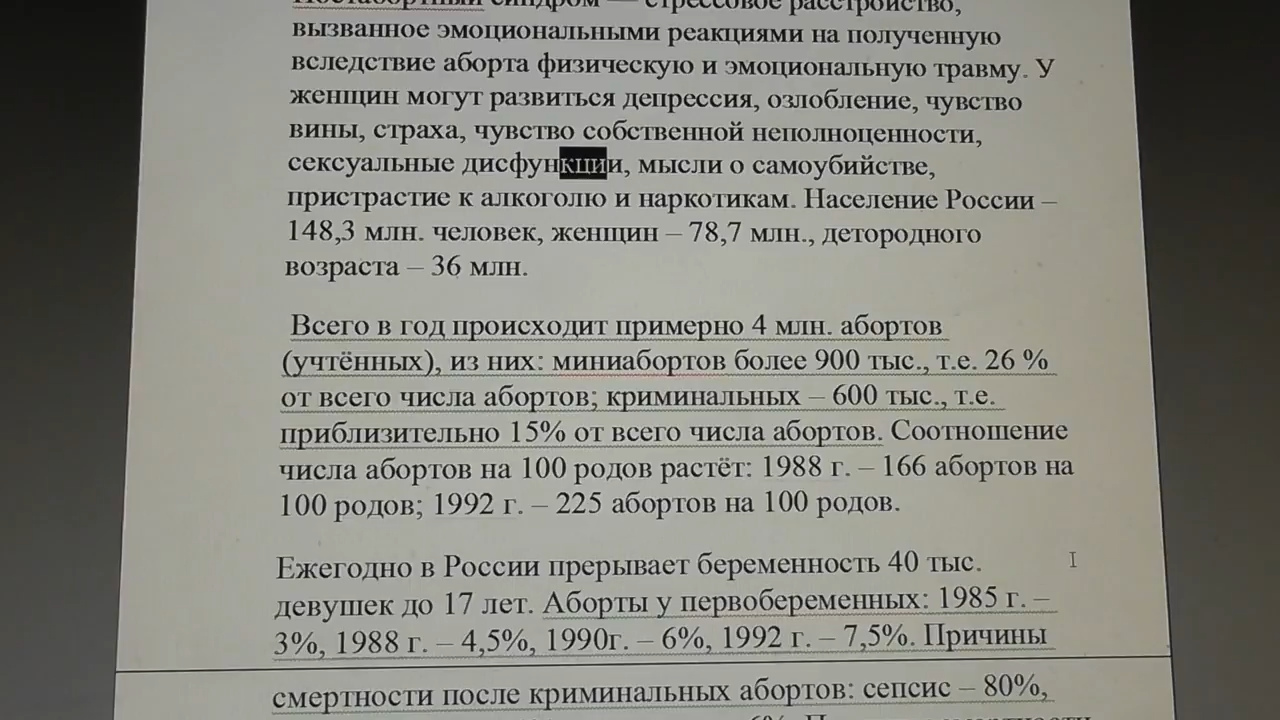 Постабортный синдром — стрессовое расстройство,
вызванное эмоциональными реакциями на полученную
вследствие аборта физическую и эмоциональную травму. У
женщин могут развиться депрессия, озлобление, чувство
вины, страха, чувство собственной неполноценности,
сексуальные дисфункции, мысли о самоубийстве,
пристрастие к алкоголю и наркотикам. Население России –
148,3 млн. человек, женщин – 78,7 млн., детородного
возраста – 36 млн.
Всего в год происходит примерно 4 млн. абортов
(учтённых), из них: миниабортов более 900 тыс., т.е. 26 %
от всего числа абортов; криминальных – 600 тыс., т.е.
приблизительно 15% от всего числа абортов. Соотношение
числа абортов на 100 родов растёт: 1988 г. – 166 абортов на
100 родов; 1992 г. – 225 абортов на 100 родов.
Ежегодно в России прерывает беременность 40 тыс.
девушек до 17 лет. Аборты у первобеременных: 1985 г. –
3%, 1988 г. – 4,5%, 1990г. – 6%, 1992 г. – 7,5%. Причины
смертности после криминальных абортов: сепсис – 80%,